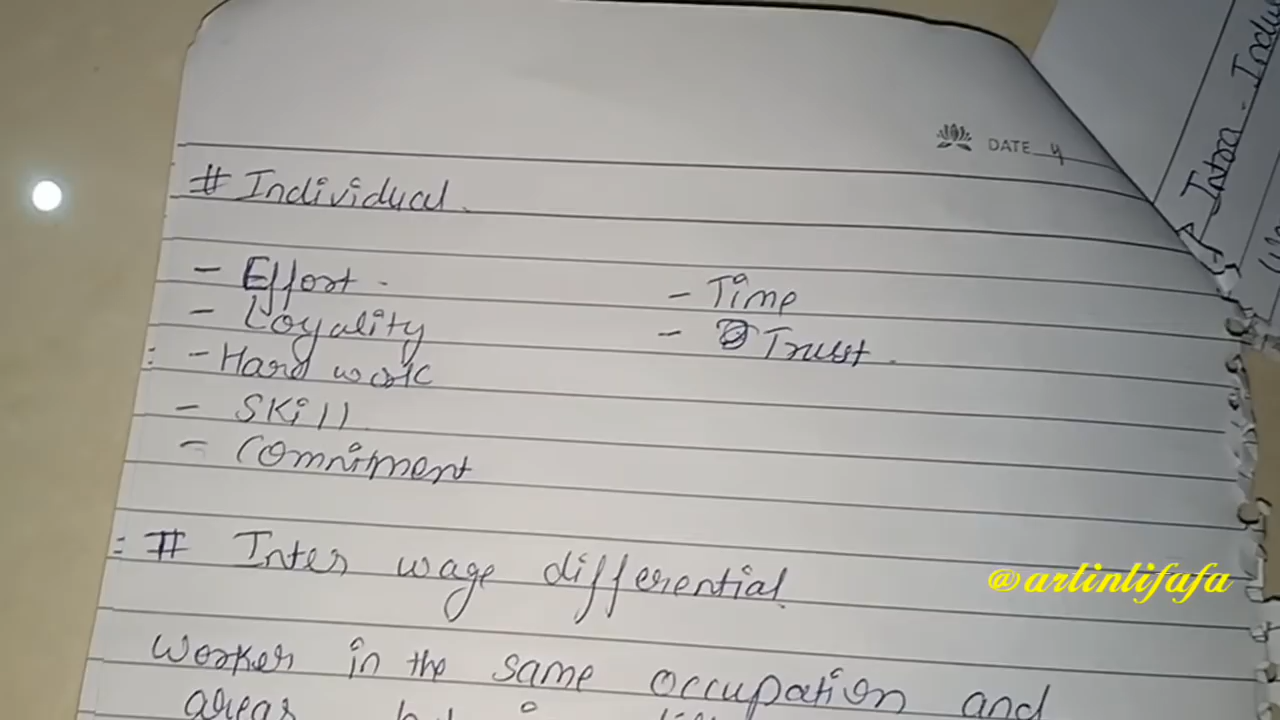 DATE
# Individual
- Effort -
- Time
- Loyality
- Trust.
- Hard work
- Skill
- Commitment
# Inter wage differential
@artinlifafa
Worker in the same occupation and
areas